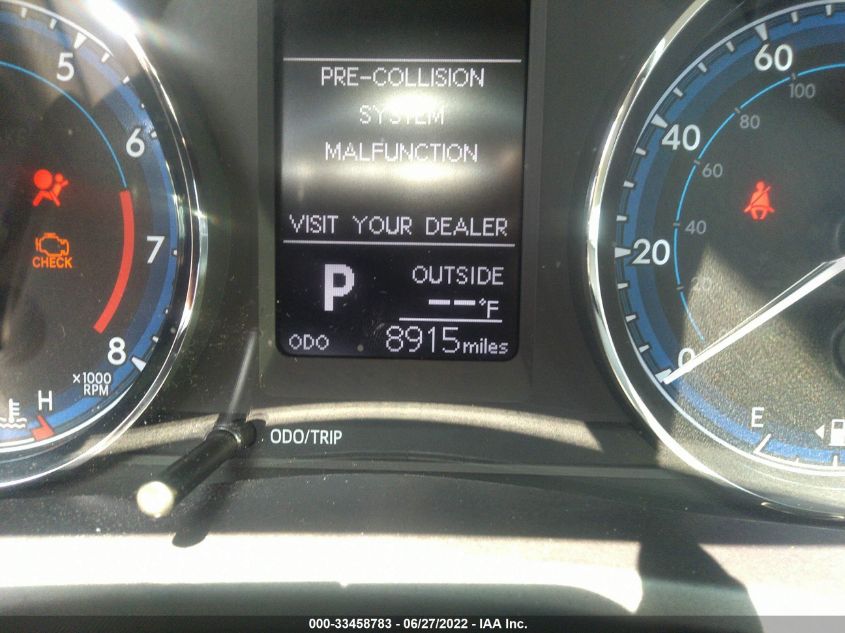 5
6
7
8
×1000
RPM
H
CHECK
PRE-COLLISION
SYSTEM
MALFUNCTION
VISIT YOUR DEALER
P
OUTSIDE
-- °F
ODO 8915 miles
ODO/TRIP
60
100
40
80
60
20
40
20
0
E
000-33458783 - 06/27/2022 - IAA Inc.